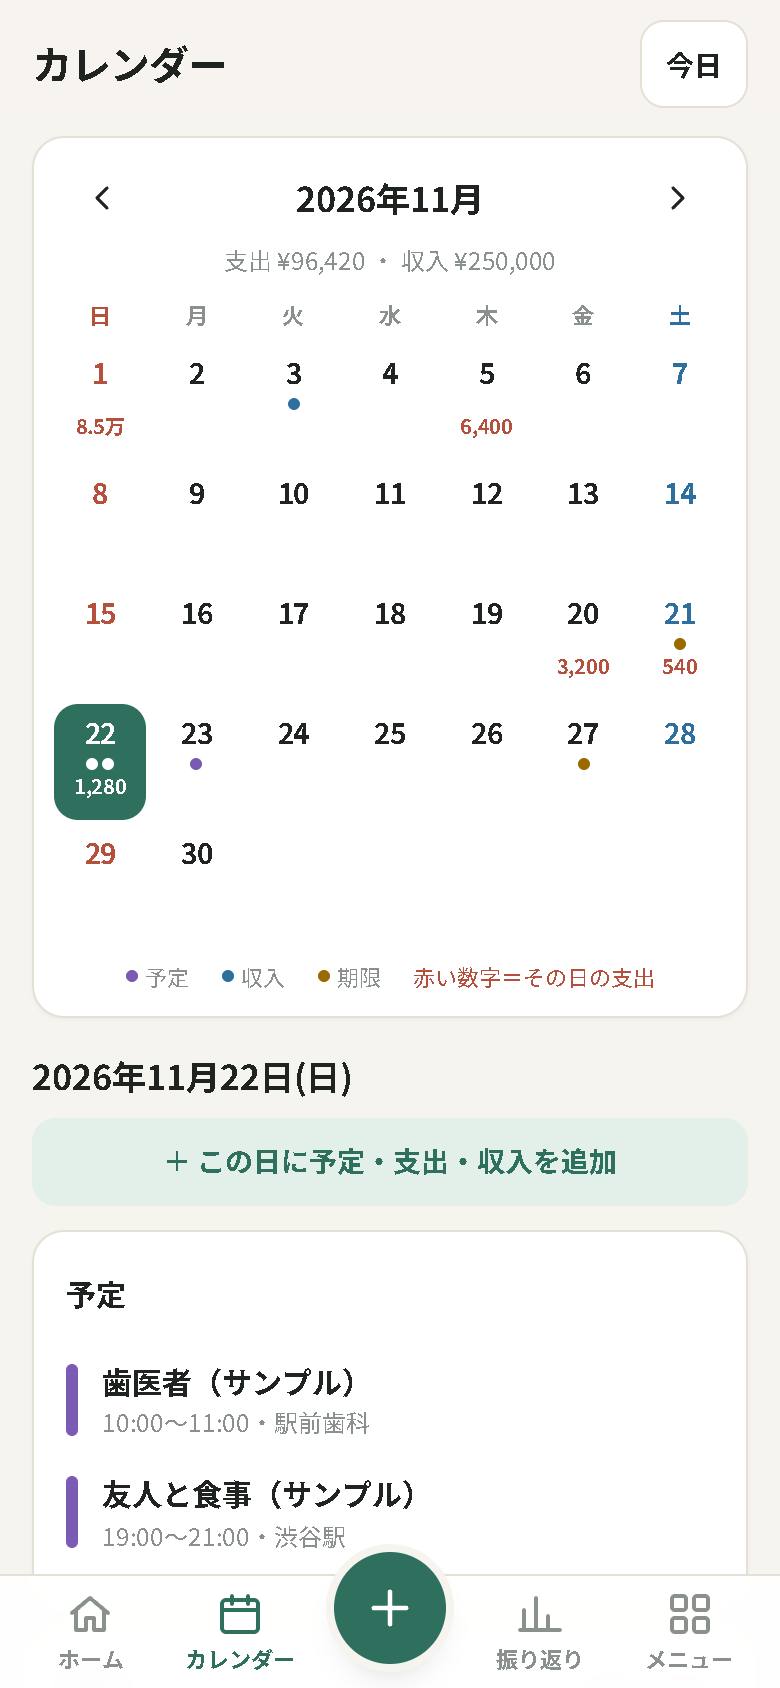 カレンダー
今日
2026年11月
支出 ¥96,420 ・ 収入 ¥250,000
日 月 火 水 木 金 土
1 2 3 4 5 6 7
8.5万 6,400
8 9 10 11 12 13 14
15 16 17 18 19 20 21
3,200 540
22 23 24 25 26 27 28
1,280
29 30
予定 収入 期限 赤い数字＝その日の支出
2026年11月22日(日)
＋ この日に予定・支出・収入を追加
予定
歯医者（サンプル）
10:00〜11:00・駅前歯科
友人と食事（サンプル）
19:00〜21:00・渋谷駅
ホーム カレンダー 振り返り メニュー